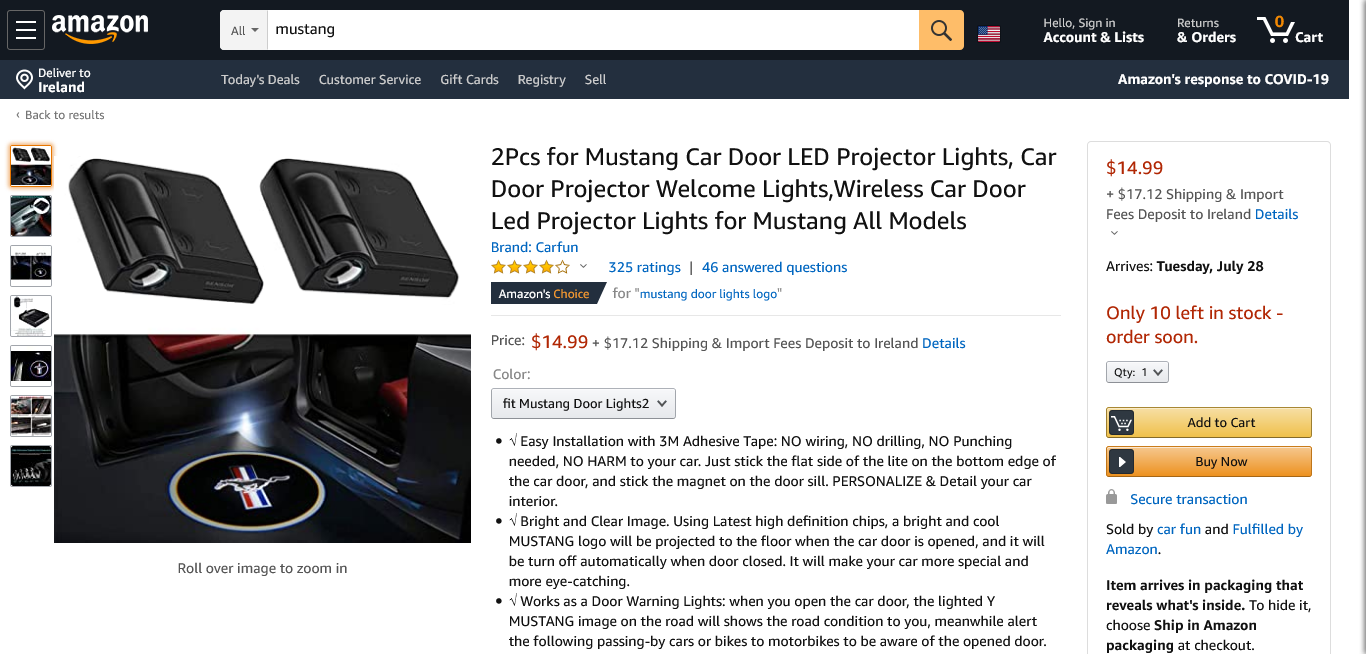 amazon
All
mustang
Hello, Sign in
Account & Lists
Returns
& Orders
0
Cart
Deliver to
Ireland
Today's Deals
Customer Service
Gift Cards
Registry
Sell
Amazon's response to COVID-19
‹ Back to results
2Pcs for Mustang Car Door LED Projector Lights, Car
Door Projector Welcome Lights,Wireless Car Door
Led Projector Lights for Mustang All Models
Brand: Carfun
325 ratings | 46 answered questions
Amazon's Choice for "mustang door lights logo"
Price: $14.99 + $17.12 Shipping & Import Fees Deposit to Ireland Details
Color:
fit Mustang Door Lights2
• √ Easy Installation with 3M Adhesive Tape: NO wiring, NO drilling, NO Punching
needed, NO HARM to your car. Just stick the flat side of the lite on the bottom edge of
the car door, and stick the magnet on the door sill. PERSONALIZE & Detail your car
interior.
• √ Bright and Clear Image. Using Latest high definition chips, a bright and cool
MUSTANG logo will be projected to the floor when the car door is opened, and it will
be turn off automatically when door closed. It will make your car more special and
more eye-catching.
• √ Works as a Door Warning Lights: when you open the car door, the lighted Y
MUSTANG image on the road will shows the road condition to you, meanwhile alert
the following passing-by cars or bikes to motorbikes to be aware of the opened door.
Roll over image to zoom in
$14.99
+ $17.12 Shipping & Import
Fees Deposit to Ireland Details
Arrives: Tuesday, July 28
Only 10 left in stock -
order soon.
Qty: 1
Add to Cart
Buy Now
Secure transaction
Sold by car fun and Fulfilled by
Amazon.
Item arrives in packaging that
reveals what's inside. To hide it,
choose Ship in Amazon
packaging at checkout.